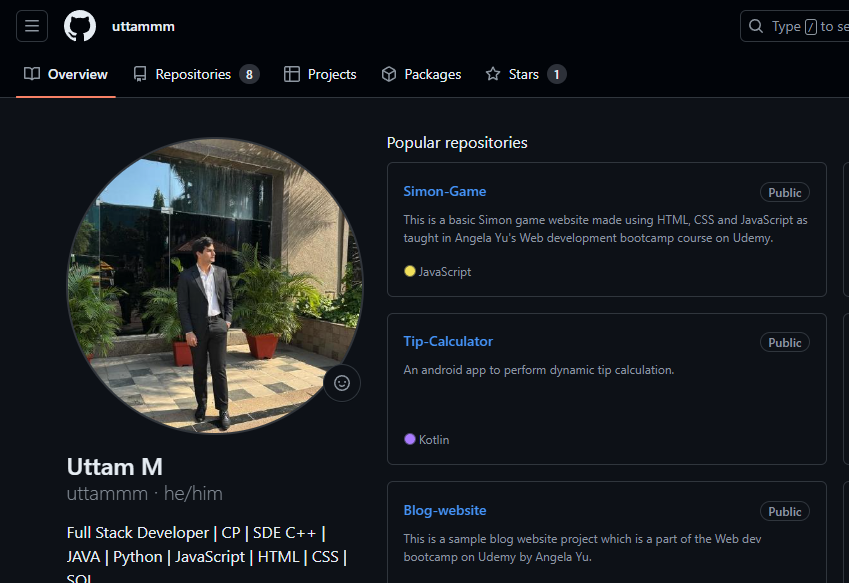 uttammm
Type / to se
Overview
Repositories 8
Projects
Packages
Stars 1
Popular repositories
Simon-Game
Public
This is a basic Simon game website made using HTML, CSS and JavaScript as
taught in Angela Yu's Web development bootcamp course on Udemy.
JavaScript
Tip-Calculator
Public
An android app to perform dynamic tip calculation.
Kotlin
Blog-website
Public
This is a sample blog website project which is a part of the Web dev
bootcamp on Udemy by Angela Yu.
Uttam M
uttammm · he/him
Full Stack Developer | CP | SDE C++ |
JAVA | Python | JavaScript | HTML | CSS |
SQL